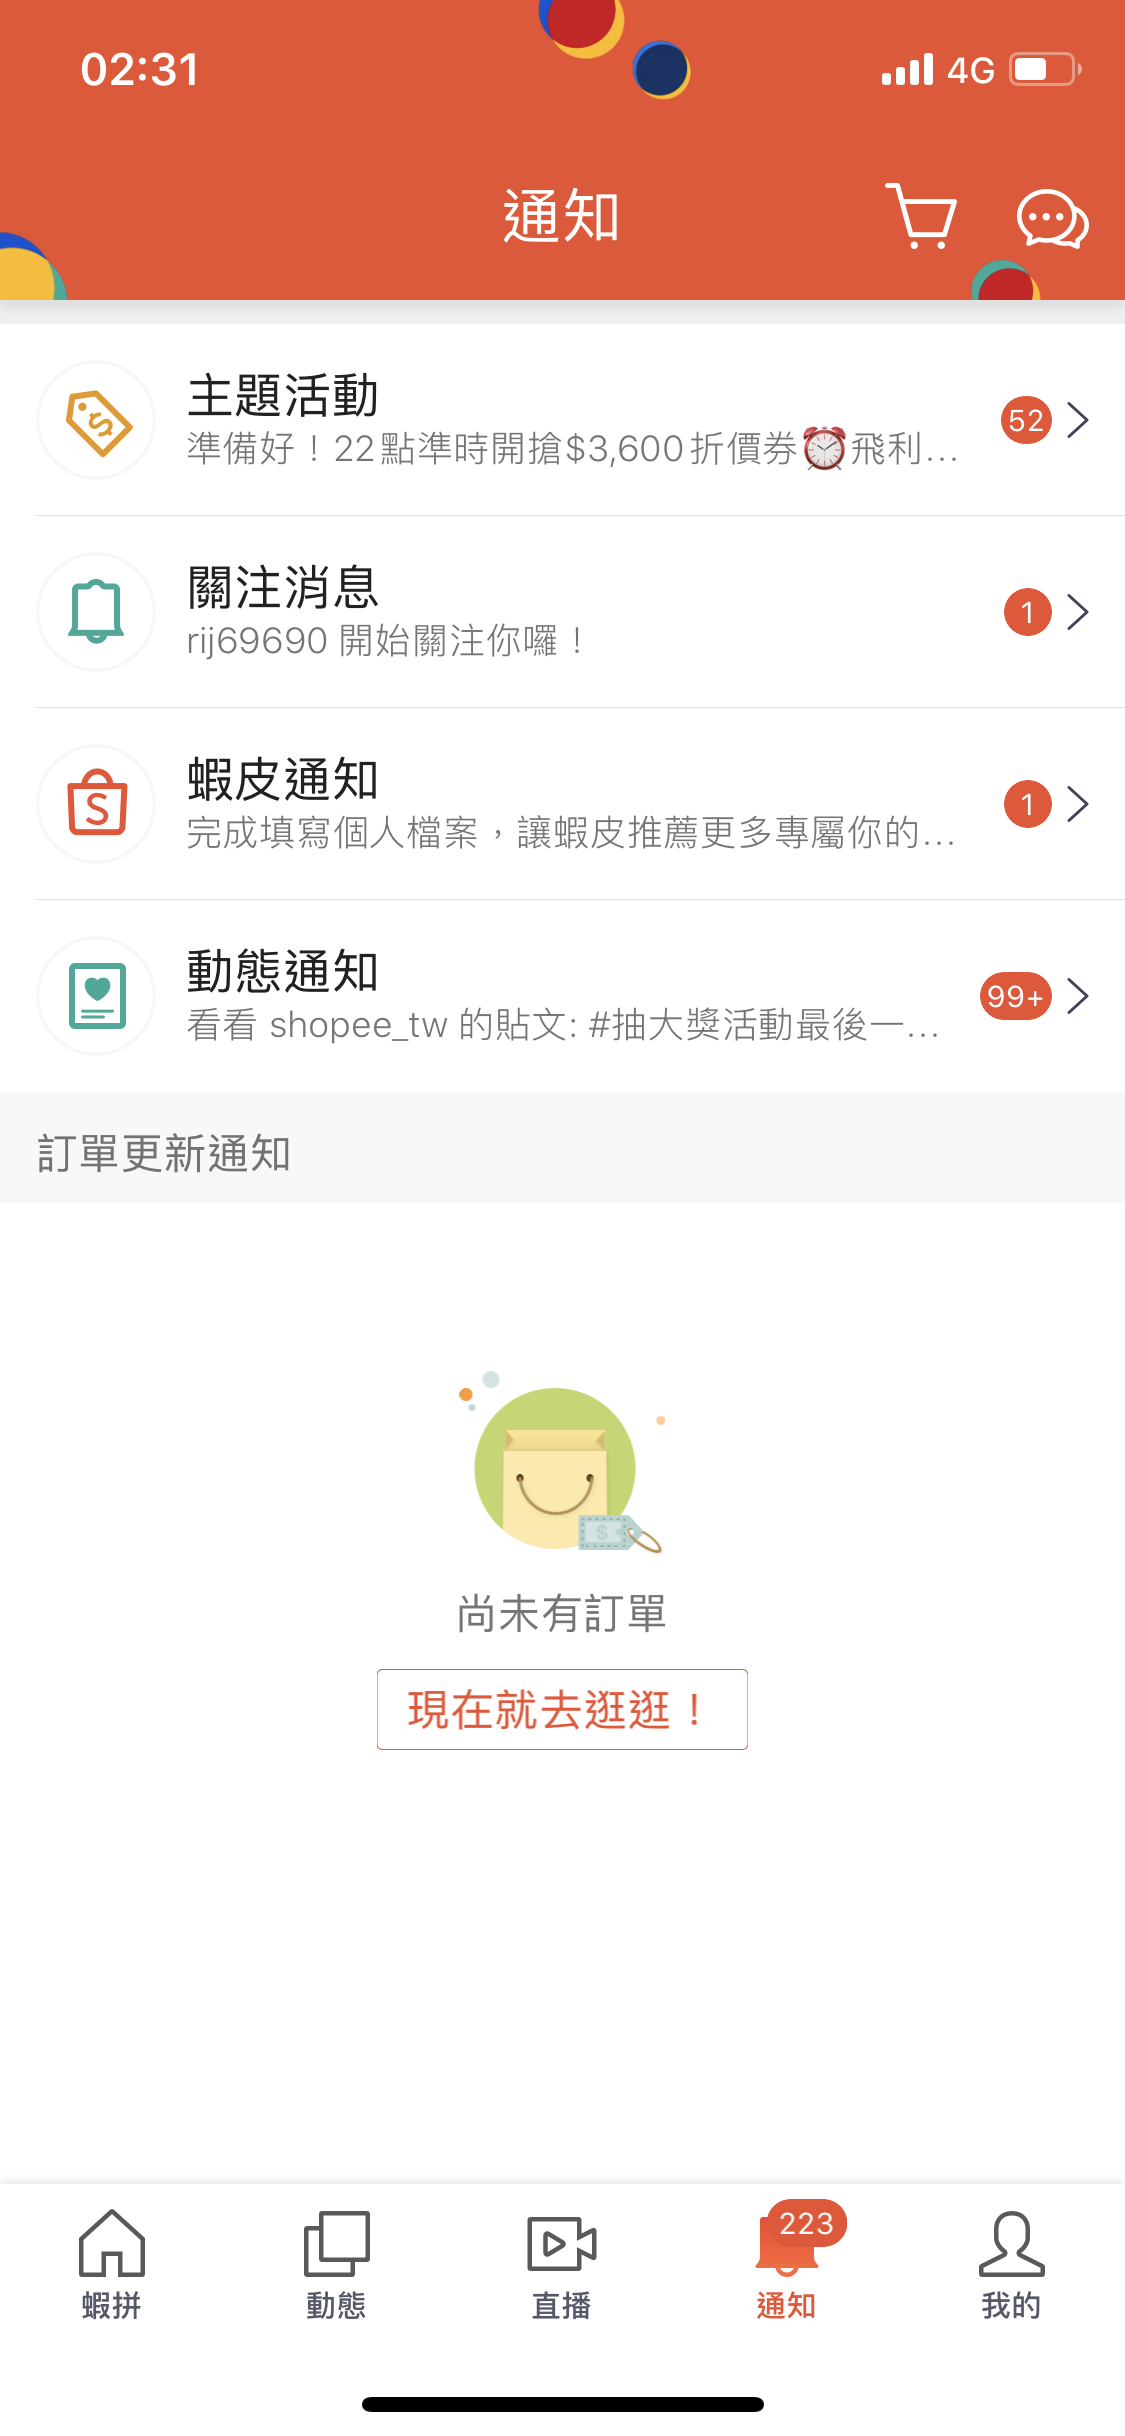 02:31
4G
通知
主題活動
準備好！22點準時開搶$3,600折價券⏰飛利...
52
關注消息
rij69690 開始關注你囉！
1
蝦皮通知
完成填寫個人檔案，讓蝦皮推薦更多專屬你的...
1
動態通知
看看 shopee_tw 的貼文: #抽大獎活動最後一...
99+
訂單更新通知
尚未有訂單
現在就去逛逛！
223
蝦拼
動態
直播
通知
我的